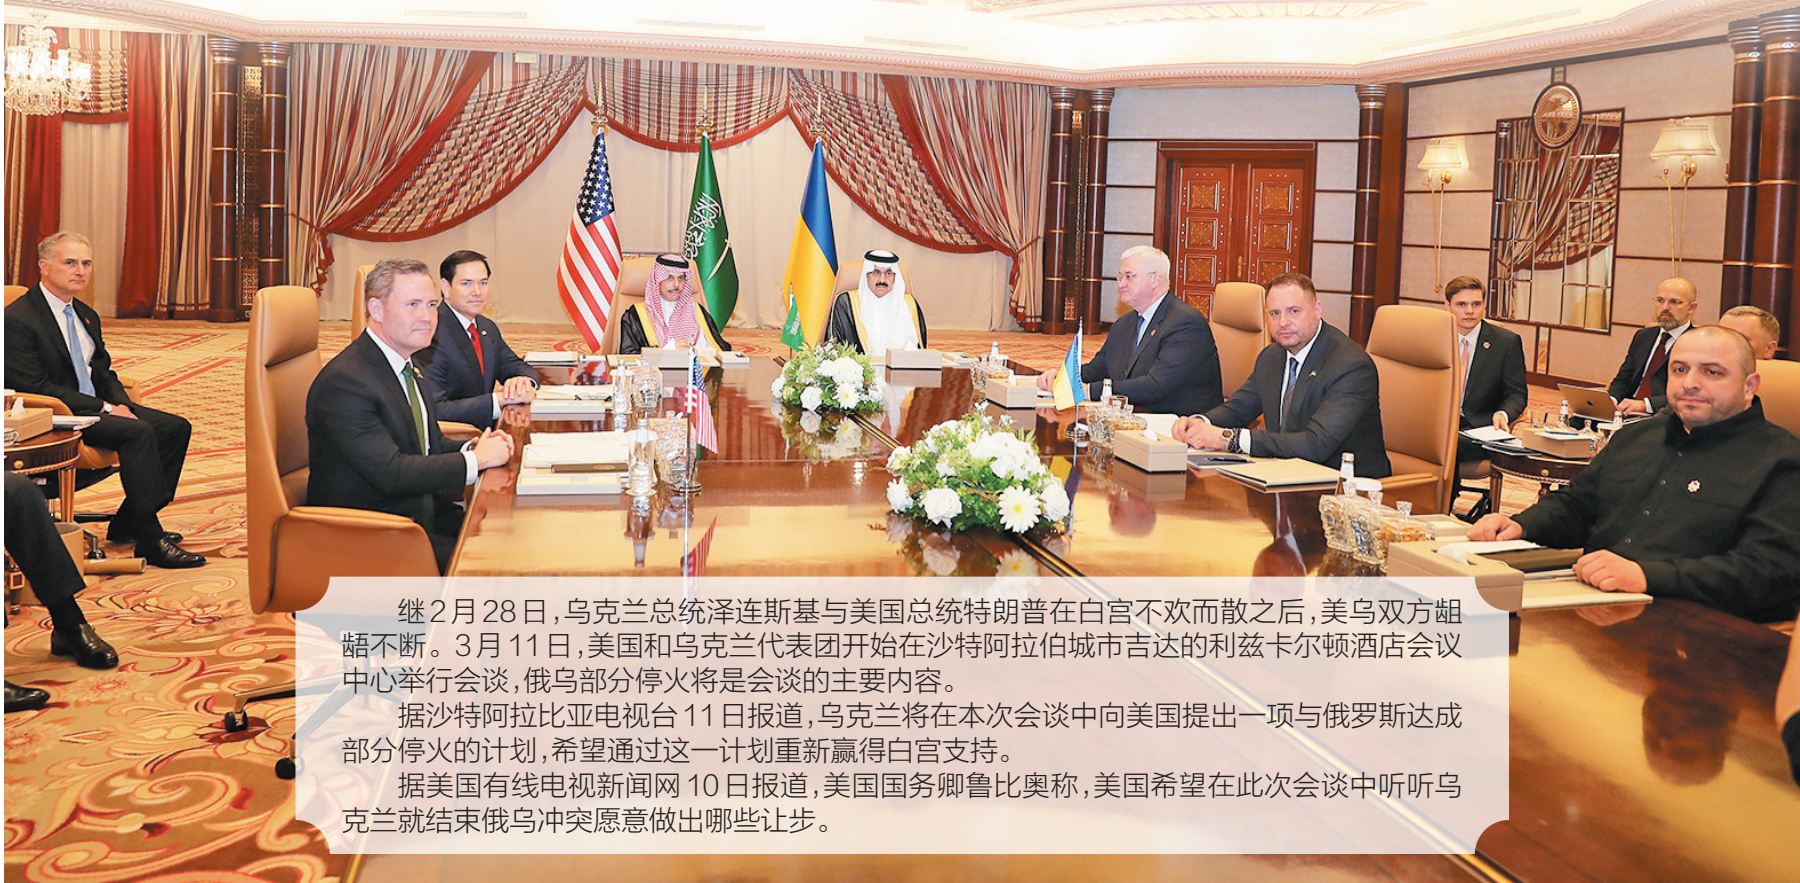 继2月28日，乌克兰总统泽连斯基与美国总统特朗普在白宫不欢而散之后，美乌双方龃
龉不断。3月11日，美国和乌克兰代表团开始在沙特阿拉伯城市吉达的利兹卡尔顿酒店会议
中心举行会谈，俄乌部分停火将是会谈的主要内容。
据沙特阿拉比亚电视台11日报道，乌克兰将在本次会谈中向美国提出一项与俄罗斯达成
部分停火的计划，希望通过这一计划重新赢得白宫支持。
据美国有线电视新闻网10日报道，美国国务卿鲁比奥称，美国希望在此次会谈中听听乌
克兰就结束俄乌冲突愿意做出哪些让步。